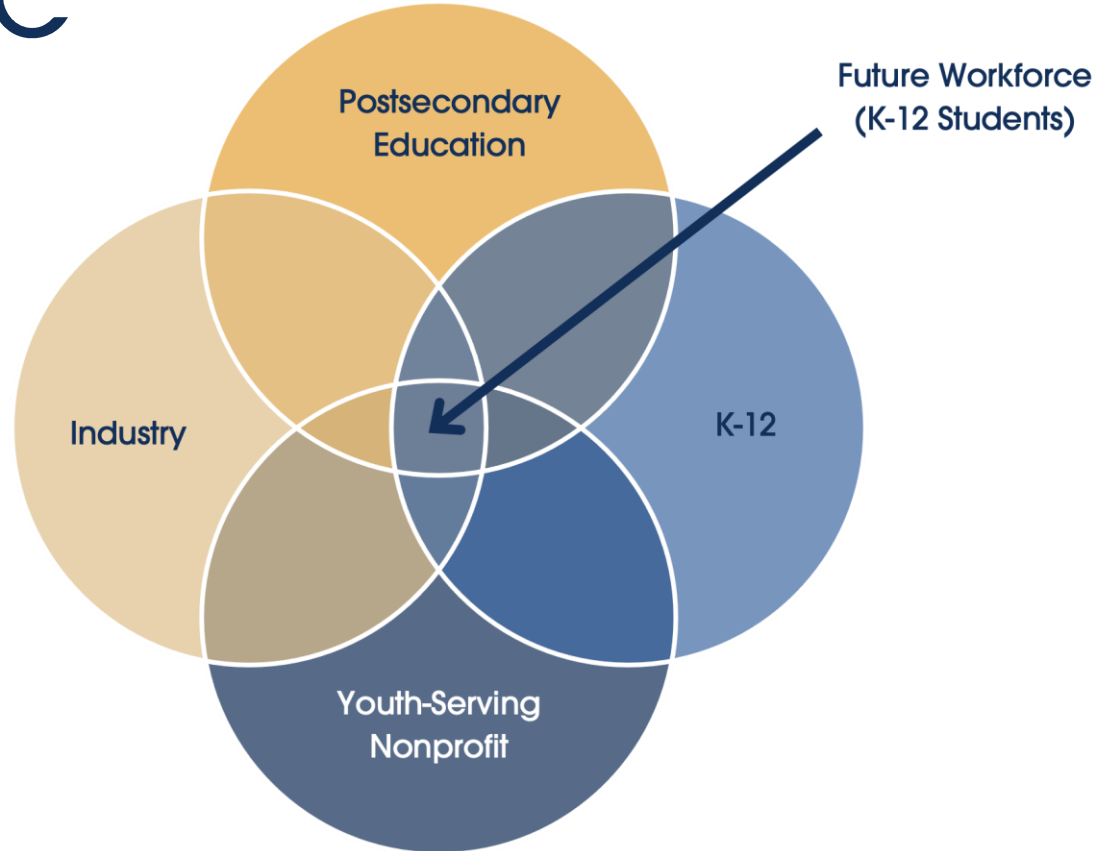 Postsecondary
Education
Future Workforce
(K-12 Students)
Industry
K-12
Youth-Serving
Nonprofit